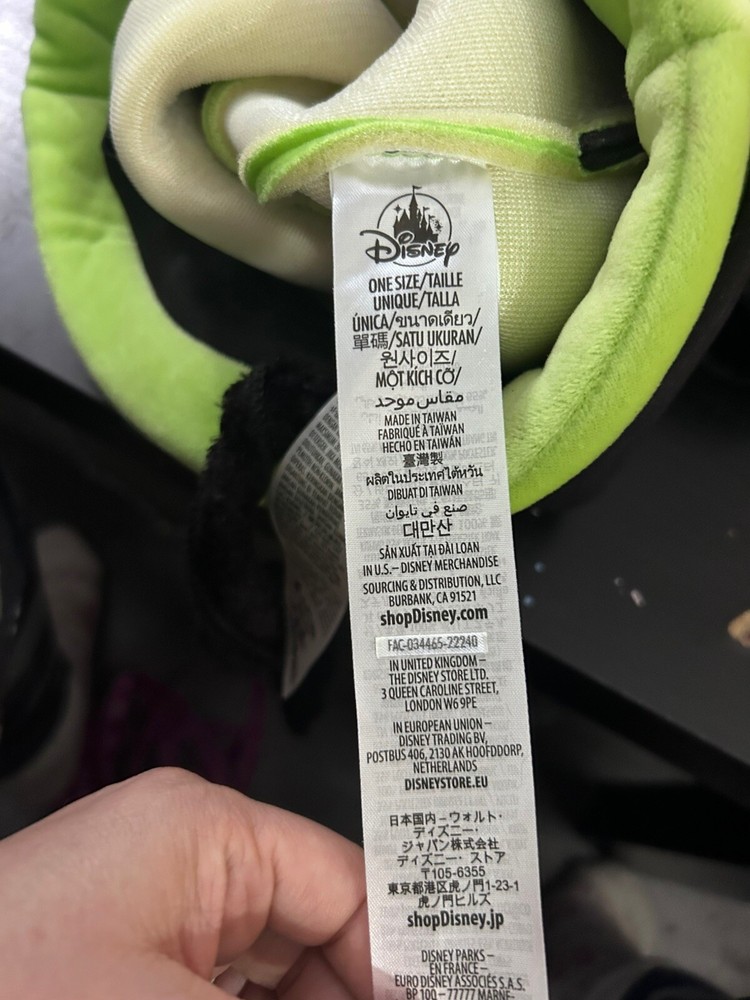 Disney
ONE SIZE/TAILLE
UNIQUE/TALLA
ÚNICA/ขนาดเดียว/
單碼/SATU UKURAN/
원사이즈/
MỘT KÍCH CỠ/
مقاس موحد
MADE IN TAIWAN
FABRIQUÉ À TAÏWAN
HECHO EN TAIWÁN
臺灣製
ผลิตในประเทศไต้หวัน
DIBUAT DI TAIWAN
صنع في تايوان
대만산
SẢN XUẤT TẠI ĐÀI LOAN
IN U.S. – DISNEY MERCHANDISE
SOURCING & DISTRIBUTION, LLC
BURBANK, CA 91521
shopDisney.com
FAC-034465-22240
IN UNITED KINGDOM –
THE DISNEY STORE LTD.
3 QUEEN CAROLINE STREET,
LONDON W6 9PE
IN EUROPEAN UNION –
DISNEY TRADING BV,
POSTBUS 406, 2130 AK HOOFDDORP,
NETHERLANDS
DISNEYSTORE.EU
日本国内 – ウォルト・
ディズニー・
ジャパン株式会社
ディズニー・ストア
〒105-6355
東京都港区虎ノ門1-23-1
虎ノ門ヒルズ
shopDisney.jp
DISNEY PARKS –
EN FRANCE –
EURO DISNEY ASSOCIÉS S.A.S.
BP 100 – 77777 MARNE-